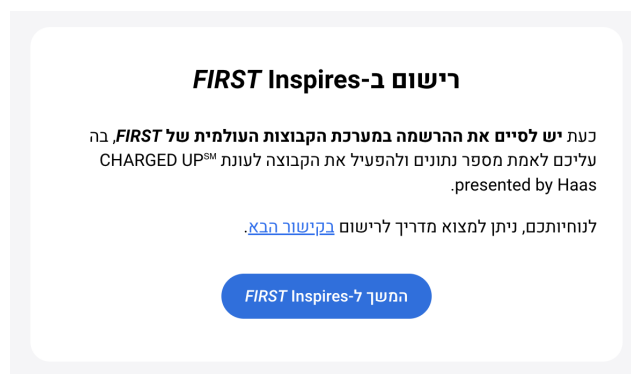 רישום ב-FIRST Inspires
כעת יש לסיים את ההרשמה במערכת הקבוצות העולמית של FIRST, בה
עליכם לאמת מספר נתונים ולהפעיל את הקבוצה לעונת CHARGED UP℠
presented by Haas.
לנוחיותכם, ניתן למצוא מדריך לרישום בקישור הבא.
המשך ל-FIRST Inspires